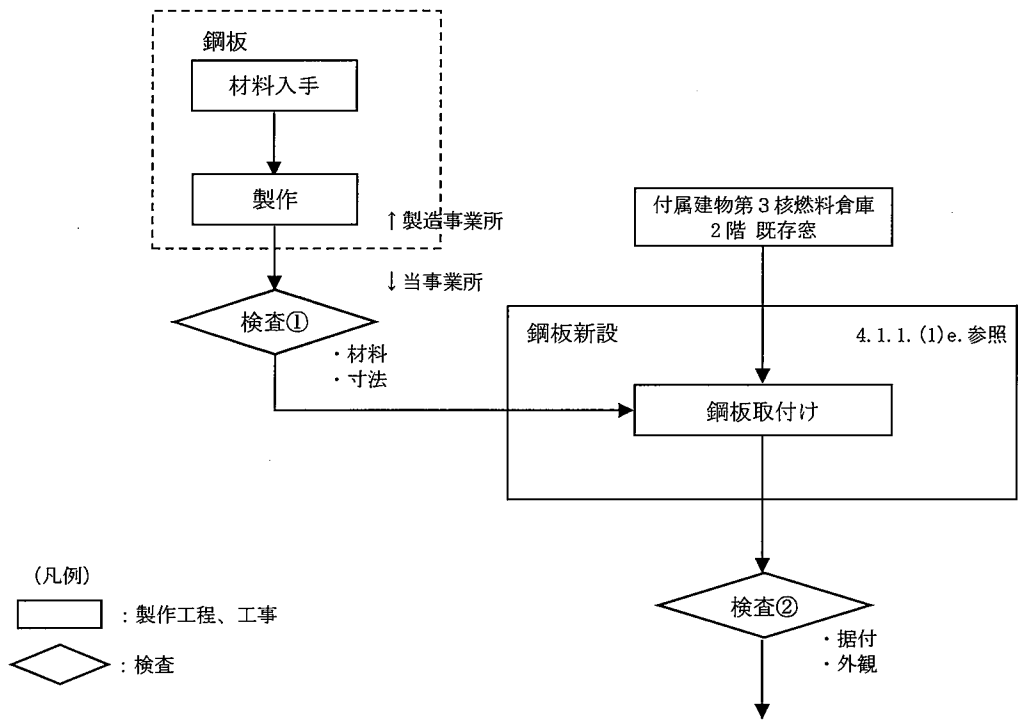 鋼板
材料入手
製作
↑製造事業所
↓当事業所
検査①
・材料
・寸法
付属建物第3核燃料倉庫
2階 既存窓
鋼板新設
4.1.1.(1)e.参照
鋼板取付け
検査②
・据付
・外観
(凡例)
：製作工程、工事
：検査